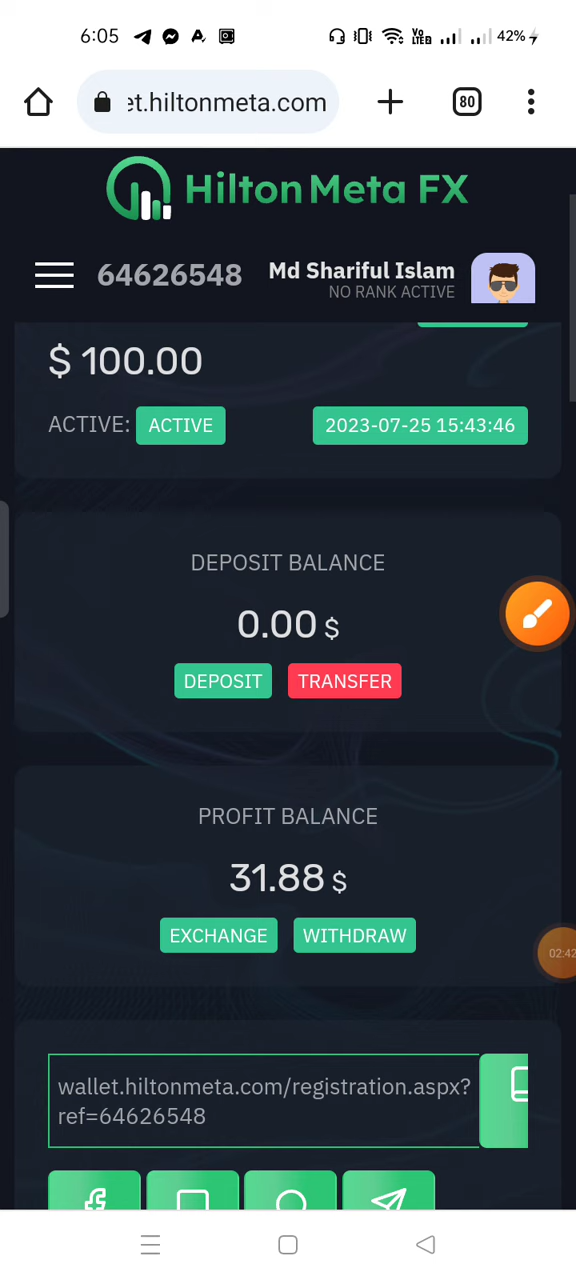 6:05
Vo
LTE2
42%
et.hiltonmeta.com
80
Hilton Meta FX
64626548
Md Shariful Islam
NO RANK ACTIVE
$ 100.00
ACTIVE: ACTIVE 2023-07-25 15:43:46
DEPOSIT BALANCE
0.00 $
DEPOSIT TRANSFER
PROFIT BALANCE
31.88 $
EXCHANGE WITHDRAW
02:42
wallet.hiltonmeta.com/registration.aspx?
ref=64626548